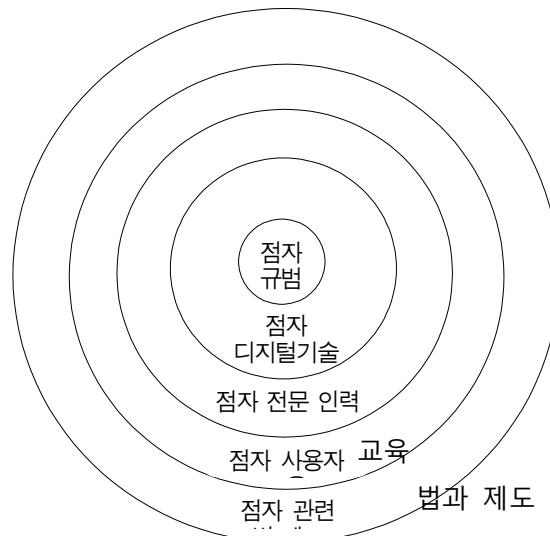 점자
규범
점자
디지털기술
점자 전문 인력
점자 사용자 교육
점자 관련 법과 제도